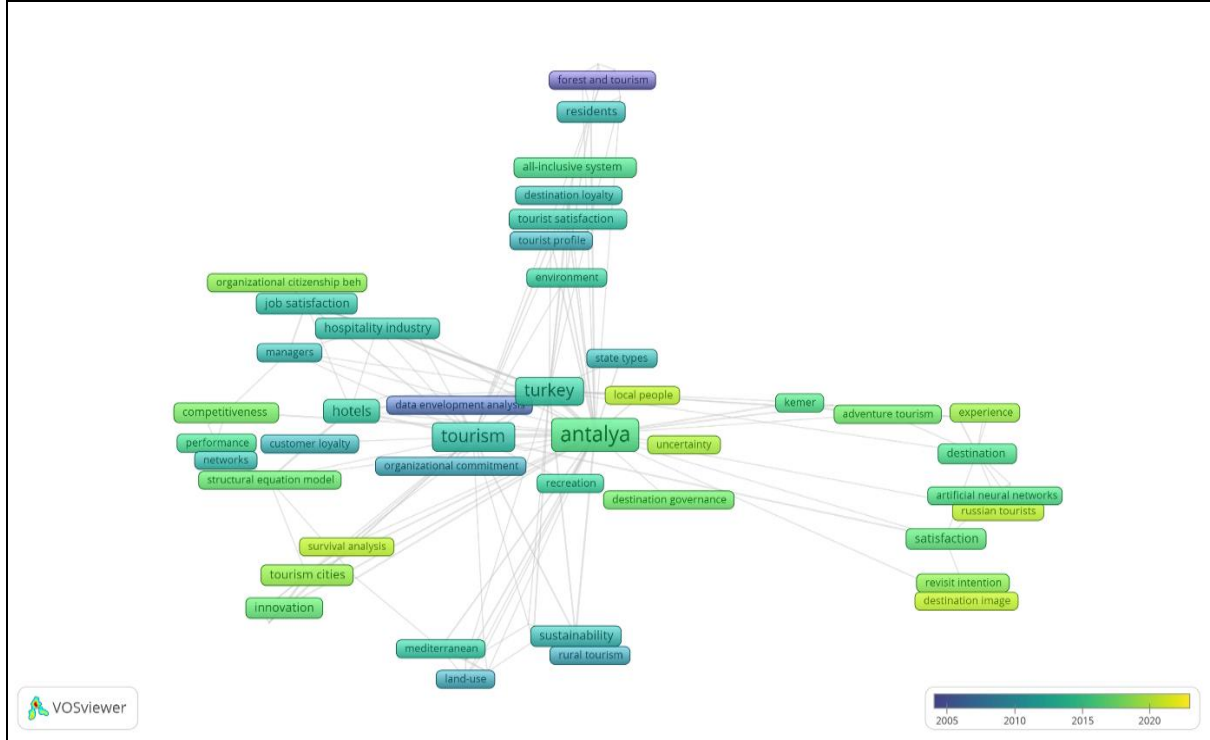 forest and tourism
residents
all-inclusive system
destination loyalty
tourist satisfaction
tourist profile
environment
organizational citizenship beh
job satisfaction
hospitality industry
managers
state types
turkey
local people
data envelopment analysis
hotels
kemer
competitiveness
adventure tourism
experience
antalya
tourism
performance
customer loyalty
uncertainty
networks
destination
organizational commitment
structural equation model
recreation
destination governance
artificial neural networks
russian tourists
satisfaction
survival analysis
tourism cities
revisit intention
destination image
innovation
sustainability
mediterranean
rural tourism
land-use
VOSviewer
2005 2010 2015 2020